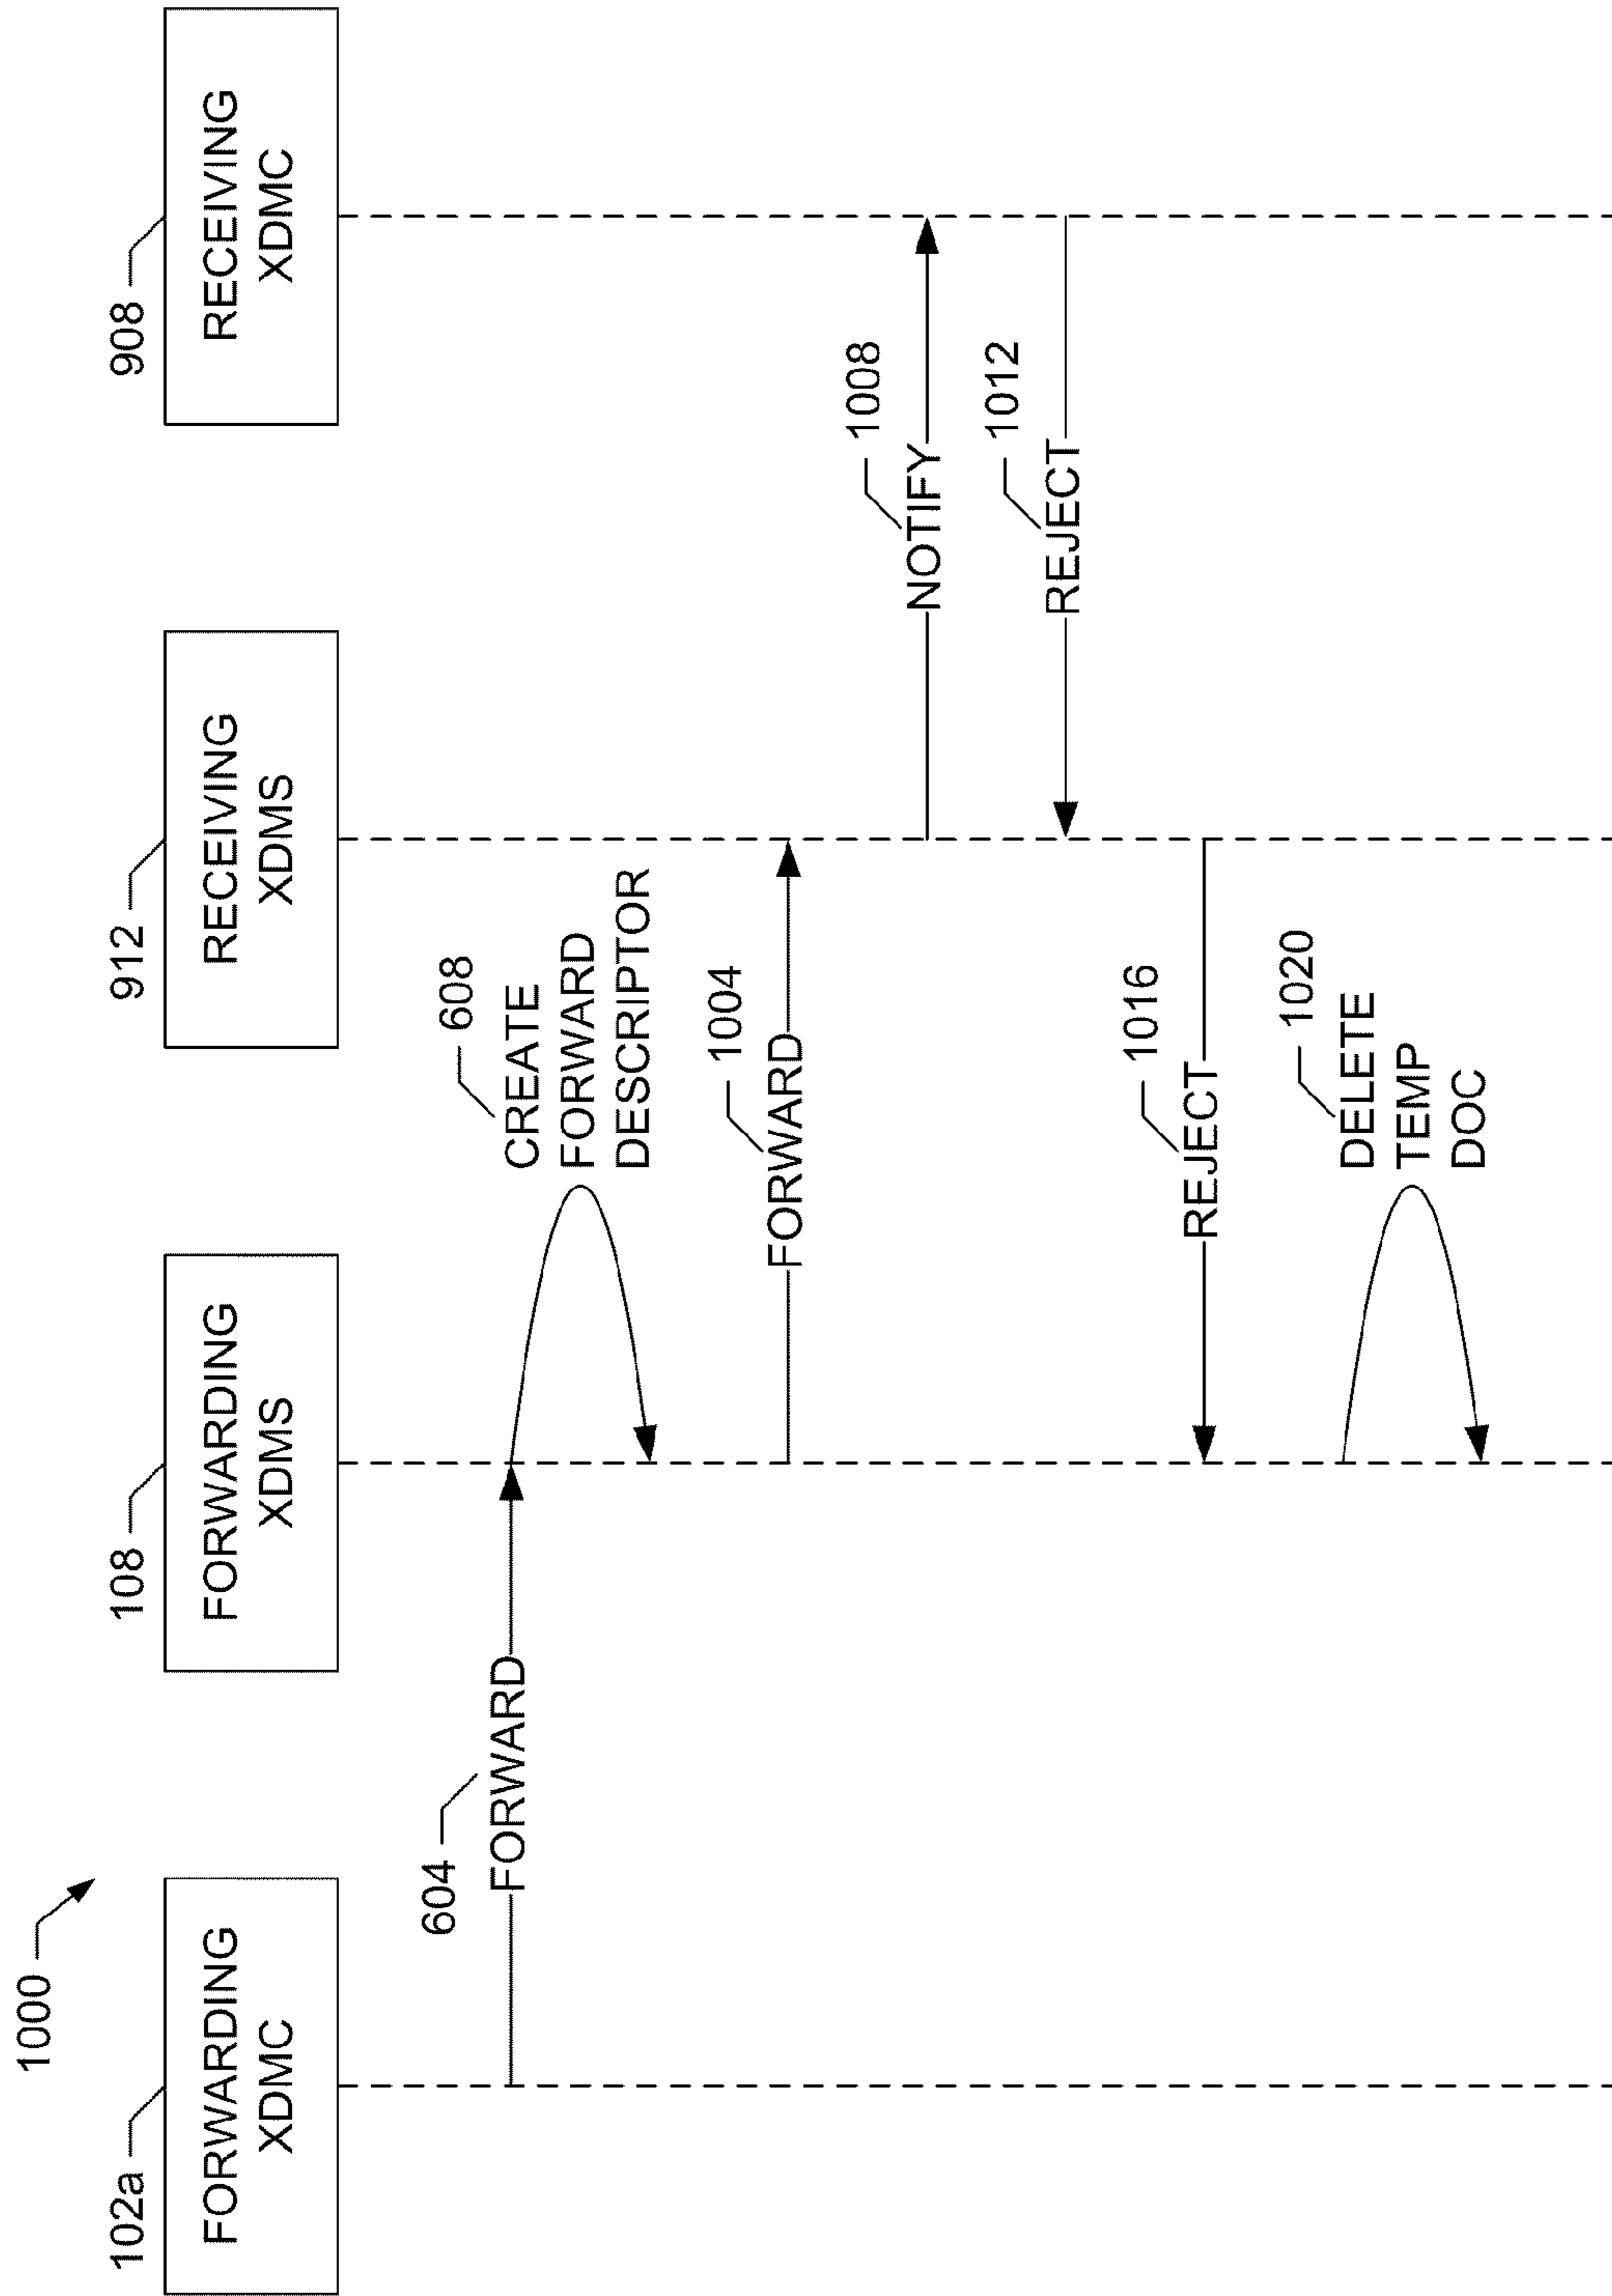 1000
102a
108
912
908
FORWARDING
XDMC
FORWARDING
XDMS
RECEIVING
XDMS
RECEIVING
XDMC
604
FORWARD
608
CREATE
FORWARD
DESCRIPTOR
1004
FORWARD
1008
NOTIFY
1012
REJECT
1016
REJECT
1020
DELETE
TEMP
DOC